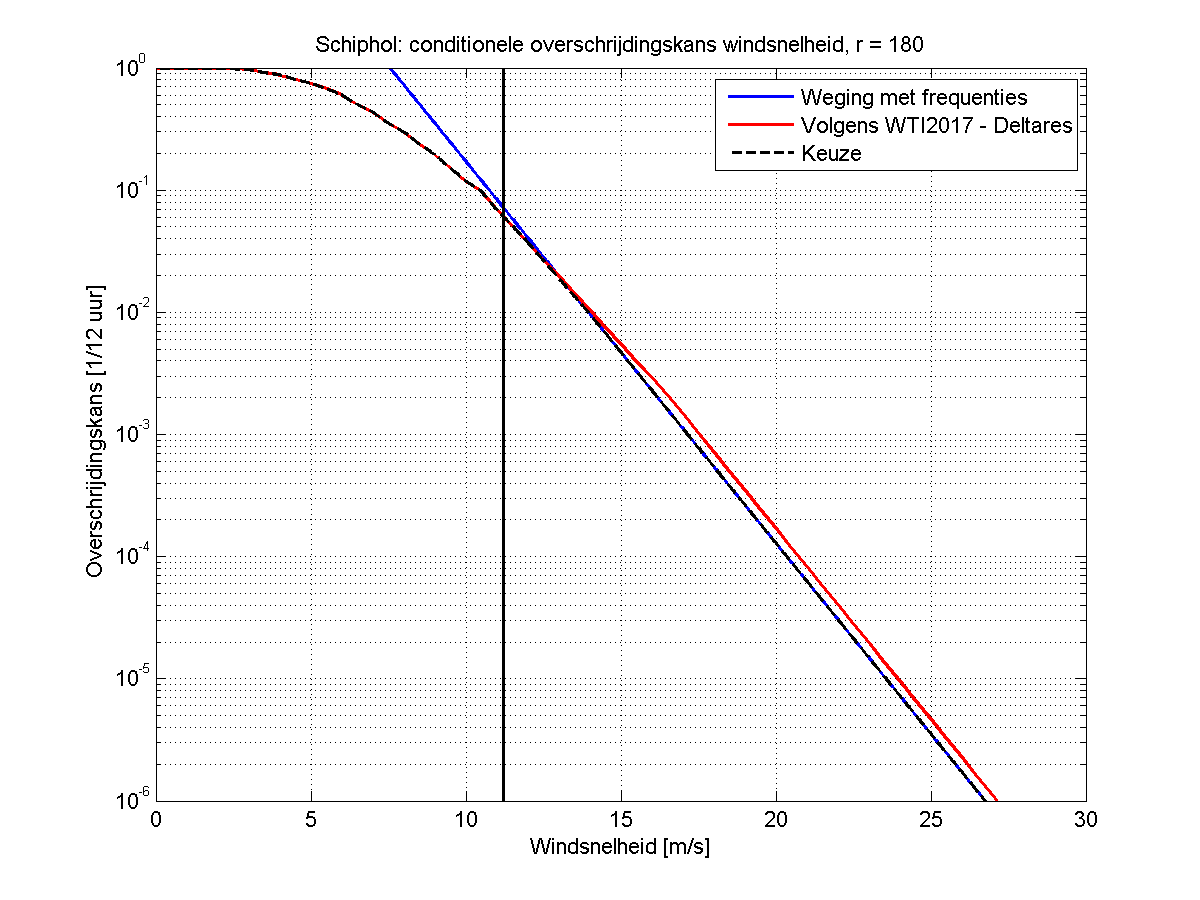 Schiphol: conditionele overschrijdingskans windsnelheid, r = 180
Weging met frequenties
Volgens WTI2017 - Deltares
Keuze
Overschrijdingskans [1/12 uur]
10^0
10^-1
10^-2
10^-3
10^-4
10^-5
10^-6
0 5 10 15 20 25 30
Windsnelheid [m/s]